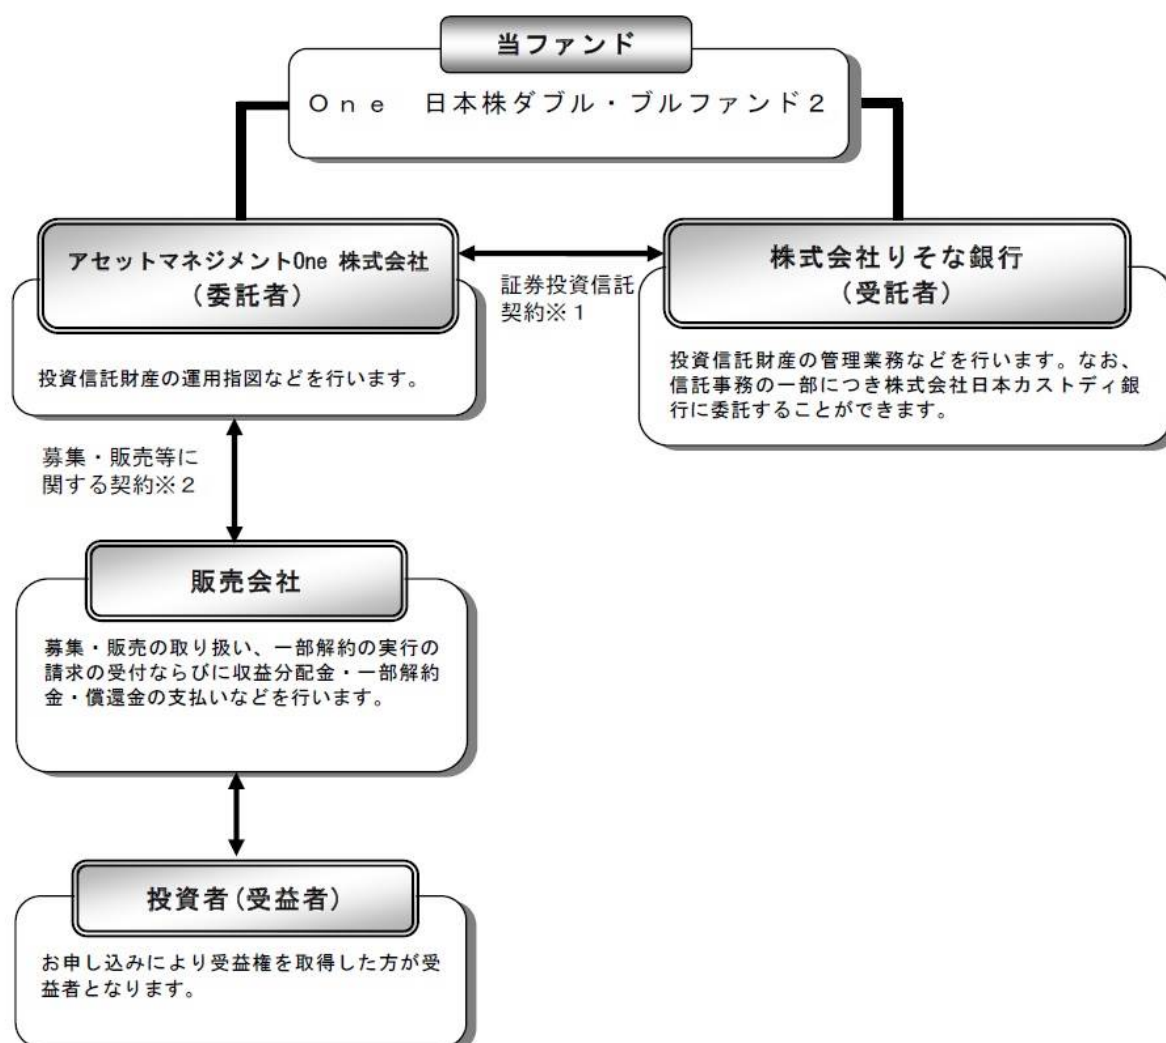 当ファンド
One 日本株ダブル・ブルファンド2
アセットマネジメントOne 株式会社
(委託者)
投資信託財産の運用指図などを行います。
証券投資信託
契約※1
株式会社りそな銀行
(受託者)
投資信託財産の管理業務などを行います。なお、
信託事務の一部につき株式会社日本カストディ銀
行に委託することができます。
募集・販売等に
関する契約※2
販売会社
募集・販売の取り扱い、一部解約の実行の
請求の受付ならびに収益分配金・一部解約
金・償還金の支払いなどを行います。
投資者(受益者)
お申し込みにより受益権を取得した方が受
益者となります。